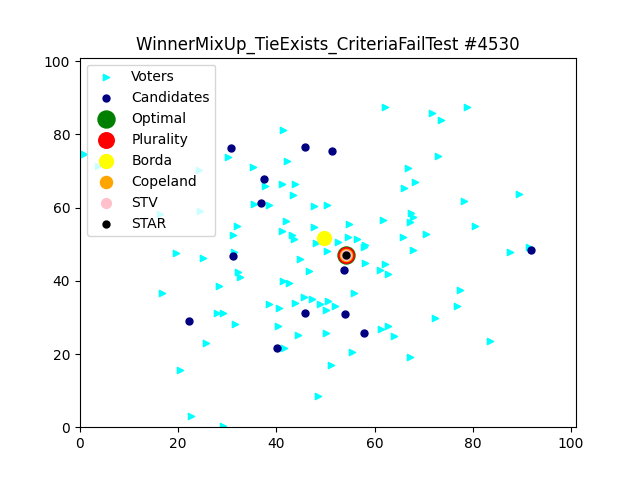 WinnerMixUp_TieExists_CriteriaFailTest #4530
100
80
60
40
20
0
0 20 40 60 80 100
Voters
Candidates
Optimal
Plurality
Borda
Copeland
STV
STAR